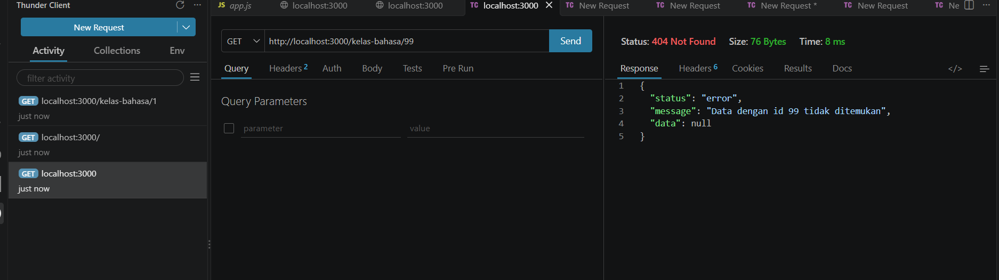 Thunder Client
New Request
Activity Collections Env
filter activity
GET localhost:3000/kelas-bahasa/1
just now
GET localhost:3000/
just now
GET localhost:3000
just now
JS app.js localhost:3000 localhost:3000 TC localhost:3000 TC New Request TC New Request TC New Request * TC New Request TC Ne
GET http://localhost:3000/kelas-bahasa/99 Send
Query Headers 2 Auth Body Tests Pre Run
Query Parameters
parameter value
Status: 404 Not Found Size: 76 Bytes Time: 8 ms
Response Headers 6 Cookies Results Docs </>
1 {
2 "status": "error",
3 "message": "Data dengan id 99 tidak ditemukan",
4 "data": null
5 }